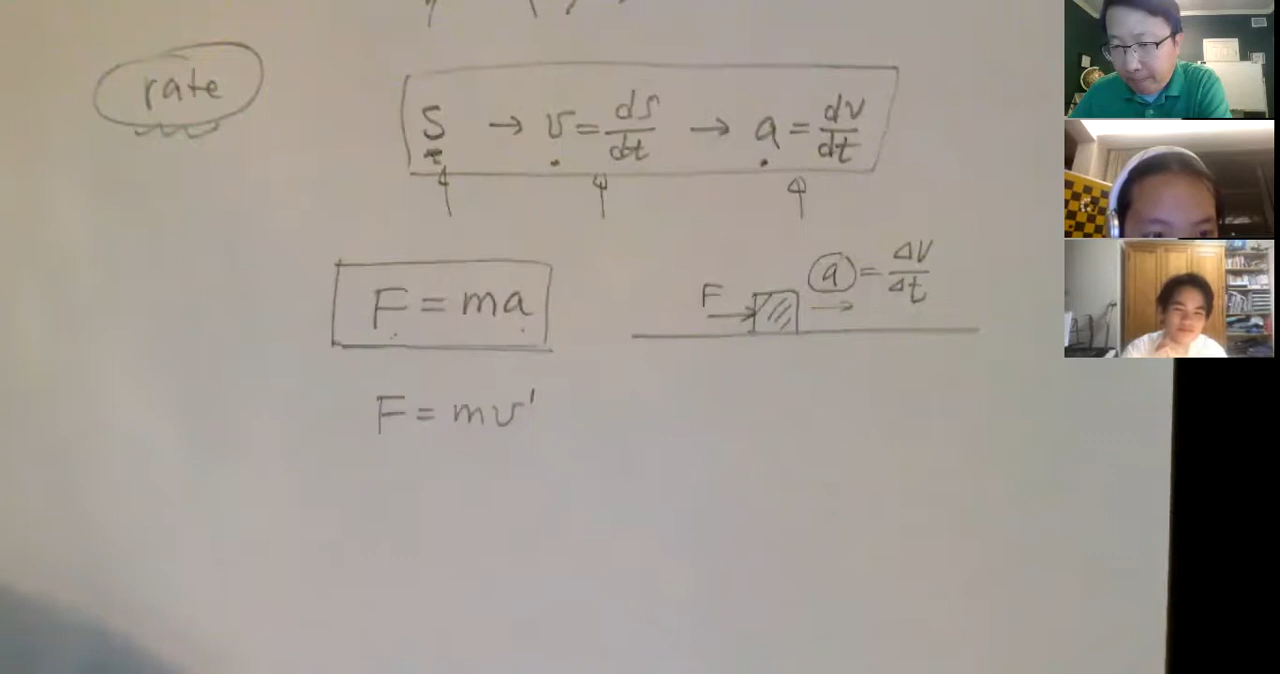 rate
S → v = ds/dt → a = dv/dt
F = ma
F
a = Δv/Δt
F = mv'